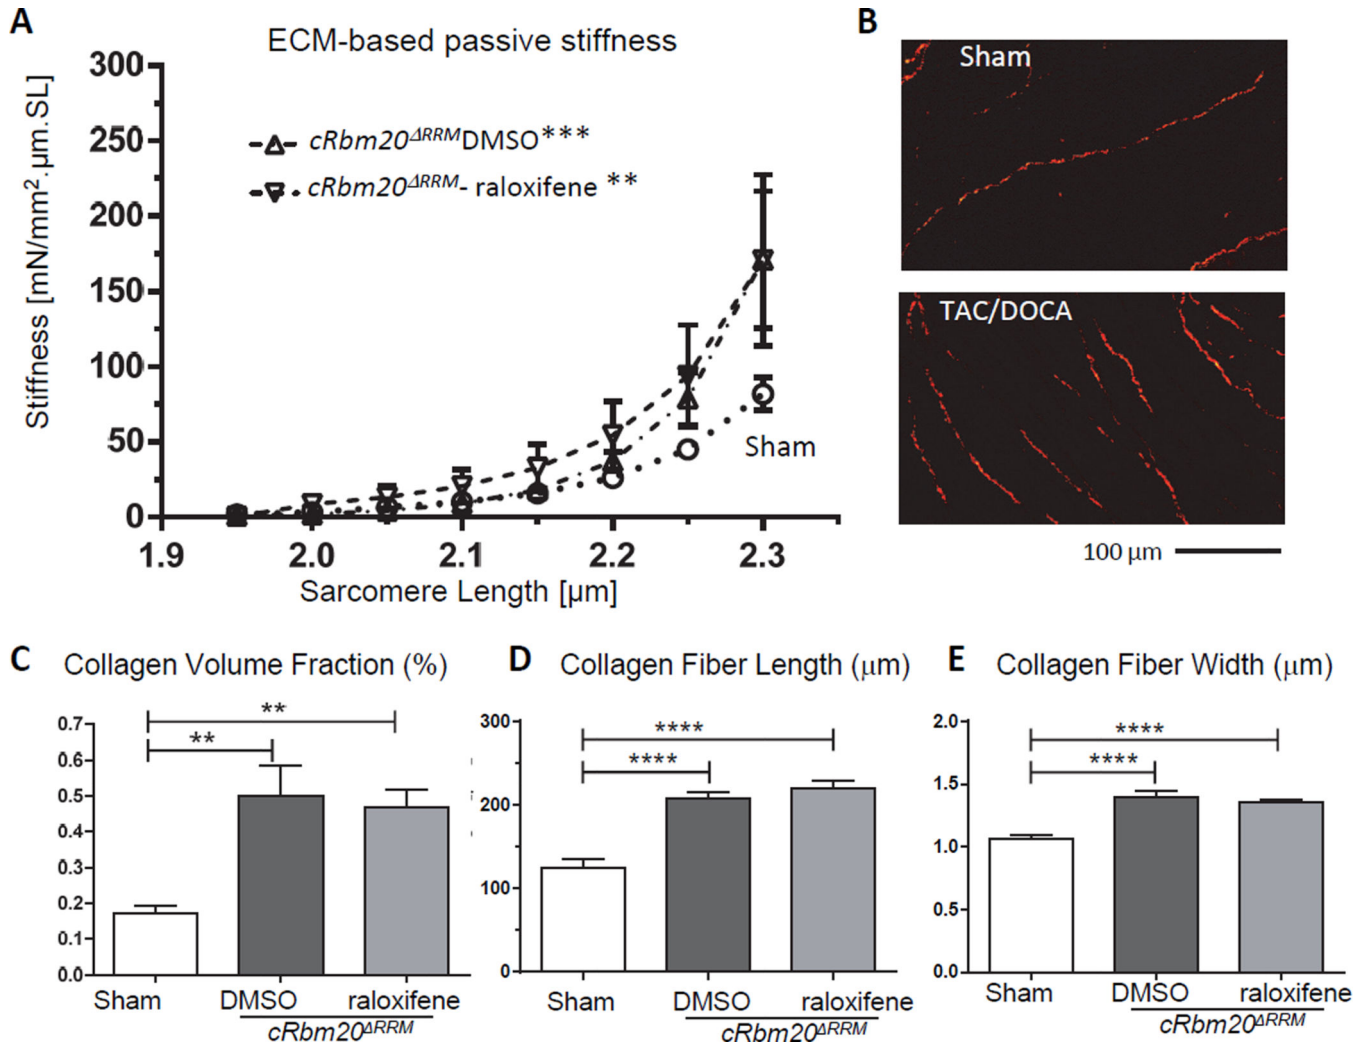 A
ECM-based passive stiffness
Stiffness [mN/mm².µm.SL]
300
250
200
150
100
50
0
cRbm20ΔRRM DMSO***
cRbm20ΔRRM- raloxifene **
Sham
1.9 2.0 2.1 2.2 2.3
Sarcomere Length [µm]
B
Sham
TAC/DOCA
100 µm
C Collagen Volume Fraction (%)
0.7
0.6
0.5
0.4
0.3
0.2
0.1
0.0
**
**
Sham DMSO raloxifene
cRbm20ΔRRM
D Collagen Fiber Length (µm)
300
200
100
0
****
****
Sham DMSO raloxifene
cRbm20ΔRRM
E Collagen Fiber Width (µm)
2.0
1.5
1.0
0.5
0.0
****
****
Sham DMSO raloxifene
cRbm20ΔRRM